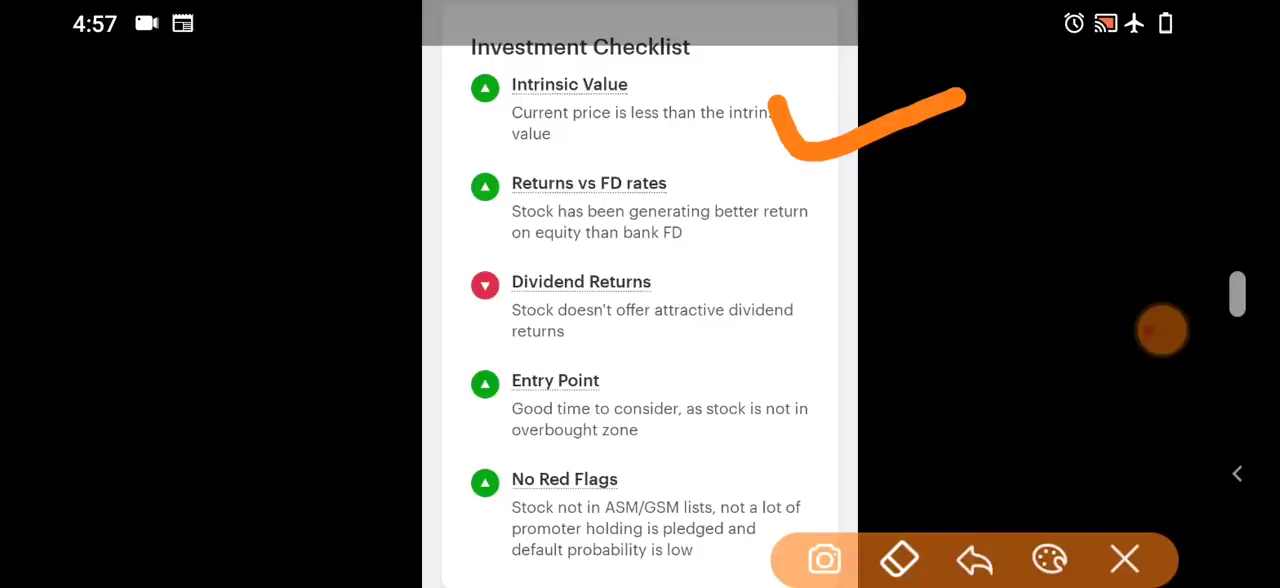 4:57
Investment Checklist
Intrinsic Value
Current price is less than the
value
Returns vs FD rates
Stock has been generating better return
on equity than bank FD
Dividend Returns
Stock doesn't offer attractive dividend
returns
Entry Point
Good time to consider, as stock is not in
overbought zone
No Red Flags
Stock not in ASM/GSM lists, not a lot of
promoter holding is pledged and
default probability is low